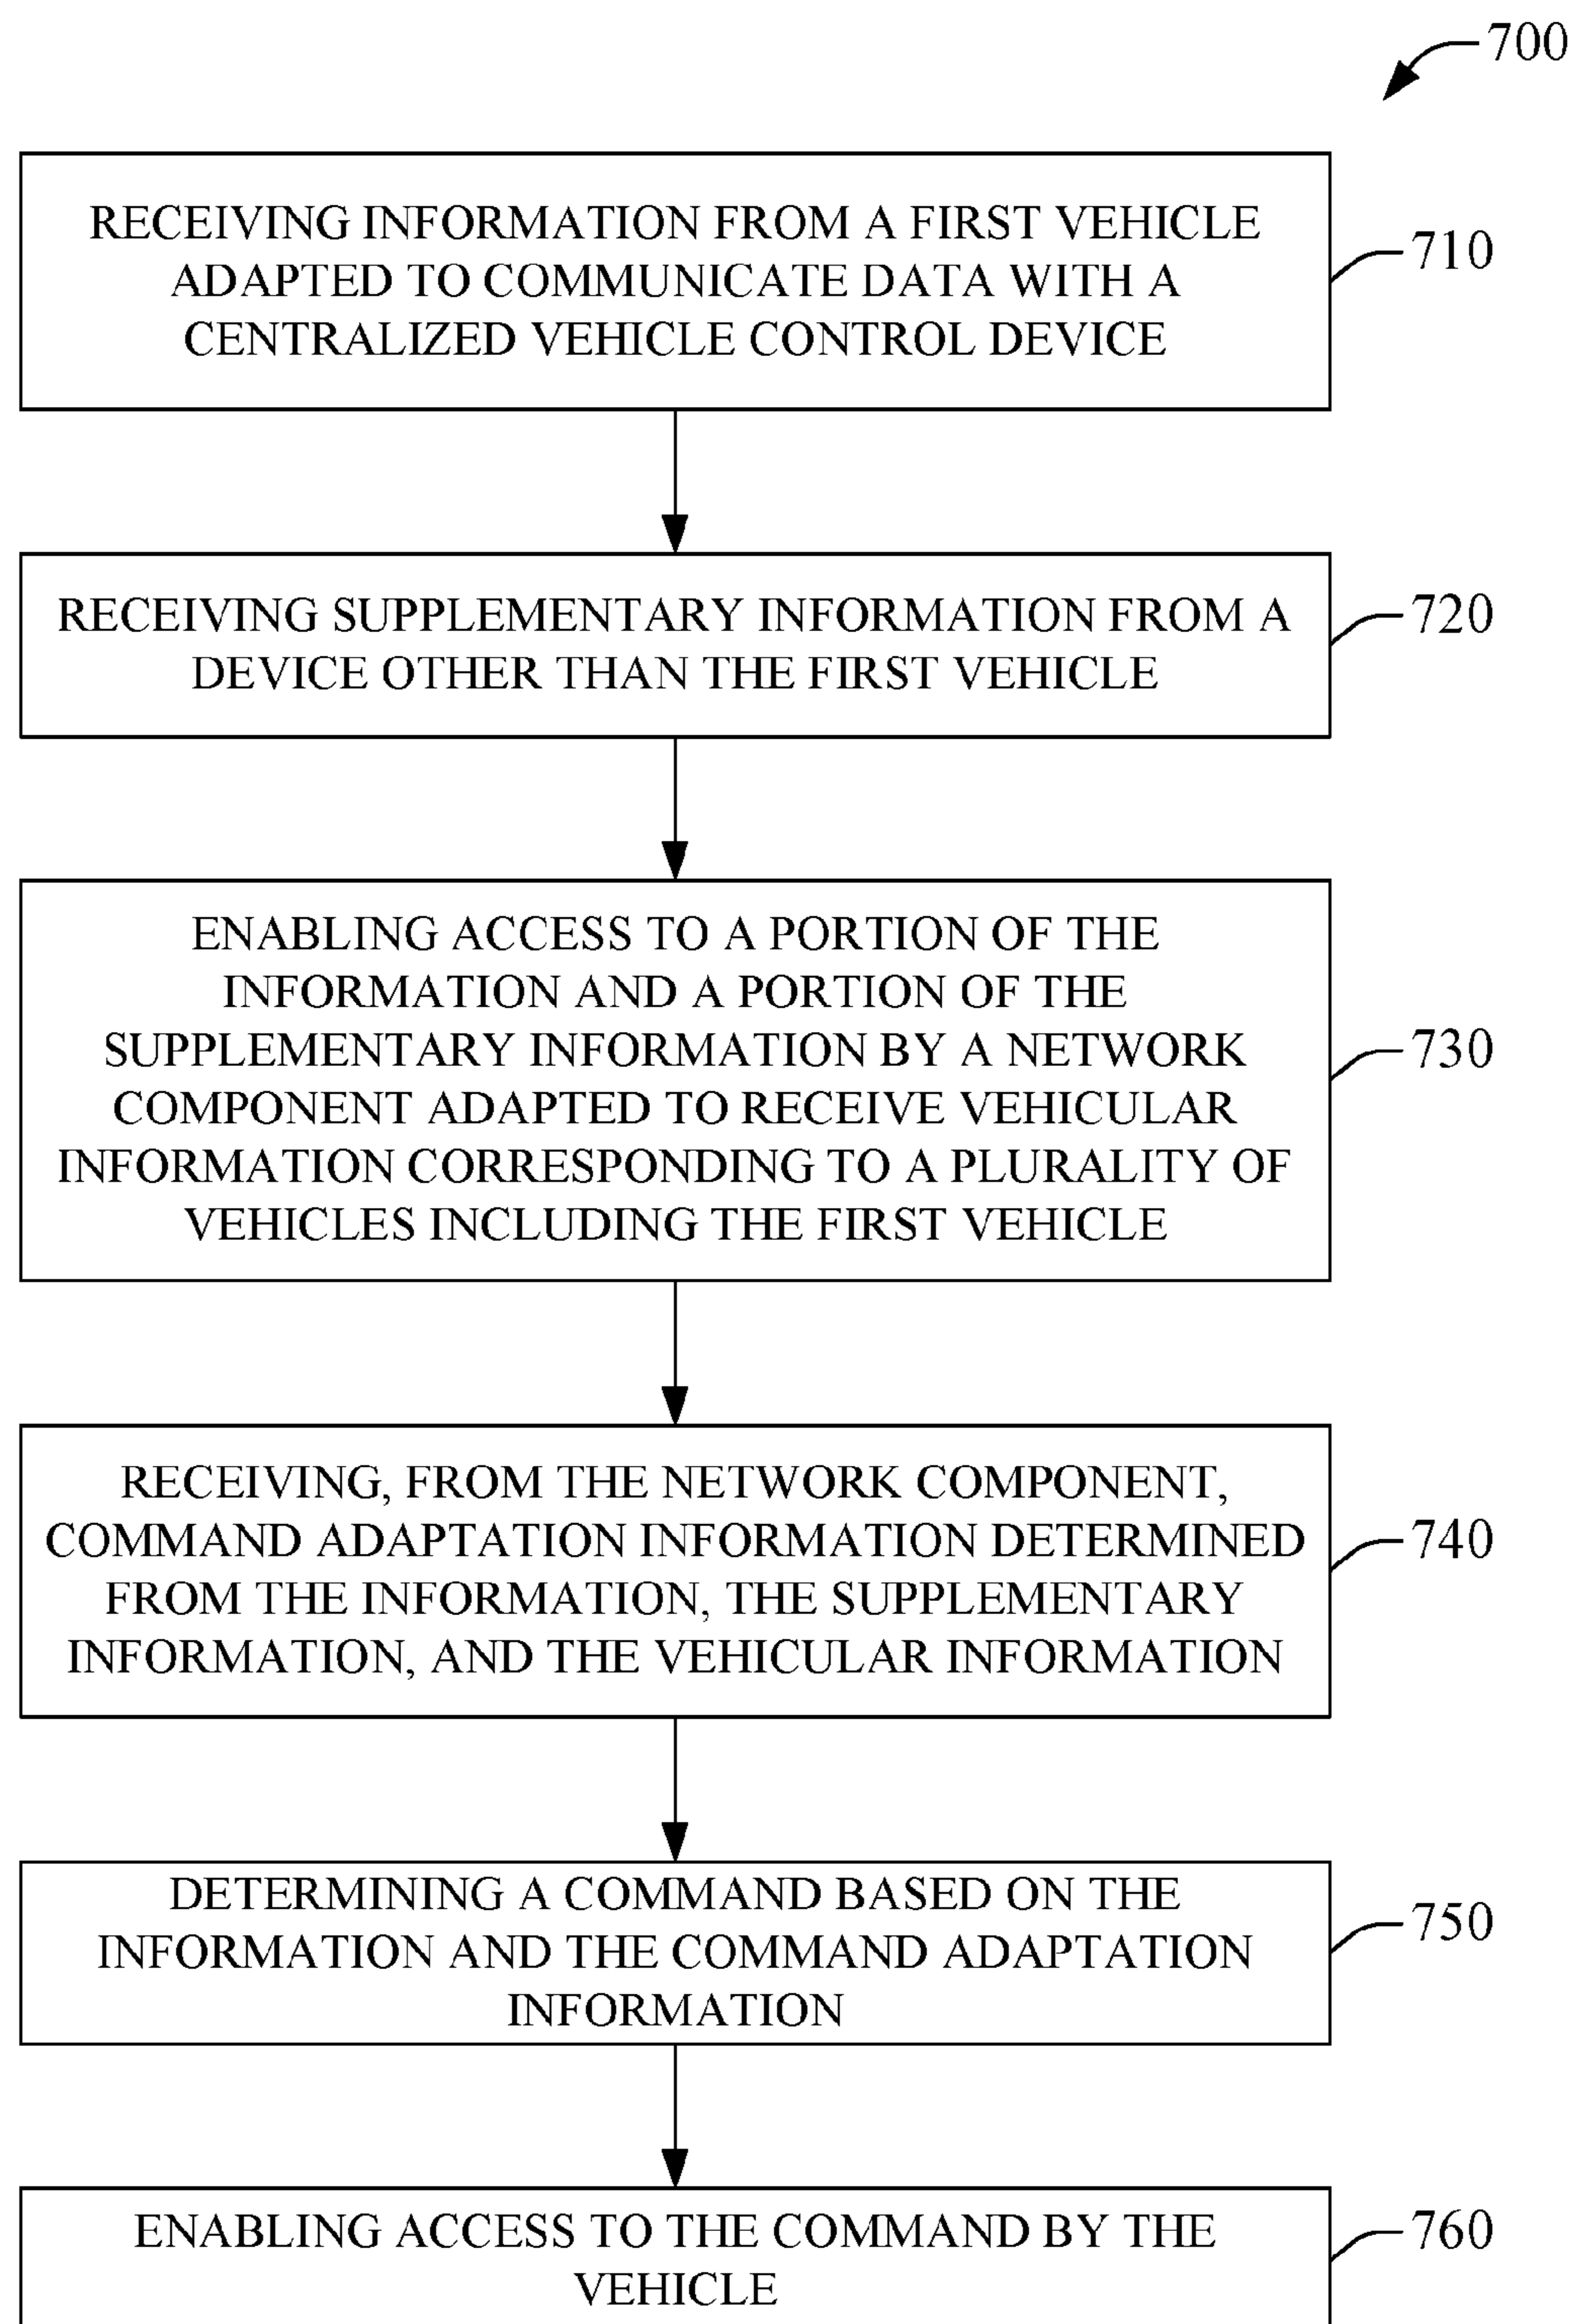 700
RECEIVING INFORMATION FROM A FIRST VEHICLE
ADAPTED TO COMMUNICATE DATA WITH A
CENTRALIZED VEHICLE CONTROL DEVICE
710
RECEIVING SUPPLEMENTARY INFORMATION FROM A
DEVICE OTHER THAN THE FIRST VEHICLE
720
ENABLING ACCESS TO A PORTION OF THE
INFORMATION AND A PORTION OF THE
SUPPLEMENTARY INFORMATION BY A NETWORK
COMPONENT ADAPTED TO RECEIVE VEHICULAR
INFORMATION CORRESPONDING TO A PLURALITY OF
VEHICLES INCLUDING THE FIRST VEHICLE
730
RECEIVING, FROM THE NETWORK COMPONENT,
COMMAND ADAPTATION INFORMATION DETERMINED
FROM THE INFORMATION, THE SUPPLEMENTARY
INFORMATION, AND THE VEHICULAR INFORMATION
740
DETERMINING A COMMAND BASED ON THE
INFORMATION AND THE COMMAND ADAPTATION
INFORMATION
750
ENABLING ACCESS TO THE COMMAND BY THE
VEHICLE
760